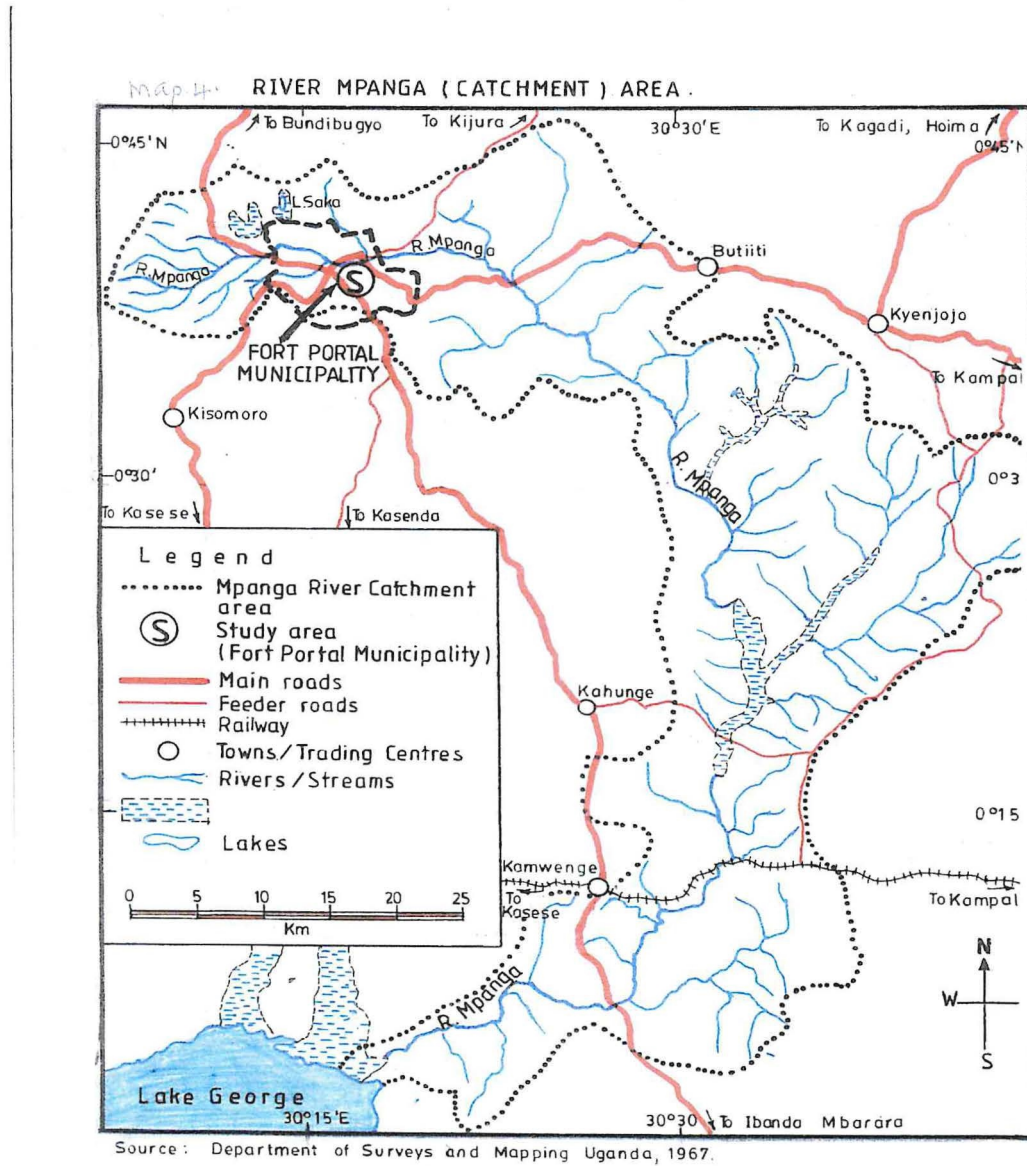 Map 4. RIVER MPANGA (CATCHMENT) AREA.
To Bundibugyo
To Kijura
30°30'E
To Kagadi, Hoima
0°45'N
0°45'N
L.Saka
R.Mpanga
R.Mpanga
S
Butiiti
Kyenjojo
FORT PORTAL
MUNICIPALITY
To Kampal
Kisomoro
0°30'
R. Mpanga
0°3
To Kasese
To Kasenda
Legend
Mpanga River Catchment
area
S
Study area
(Fort Portal Municipality)
Main roads
Feeder roads
Railway
Towns/Trading Centres
Rivers/Streams
Lakes
0 5 10 15 20 25
Km
Kahunge
0°15
Kamwenge
To
Kasese
To Kampal
R. Mpanga
N
W
S
Lake George
30°15'E
30°30
To Ibanda Mbarara
Source: Department of Surveys and Mapping Uganda, 1967.